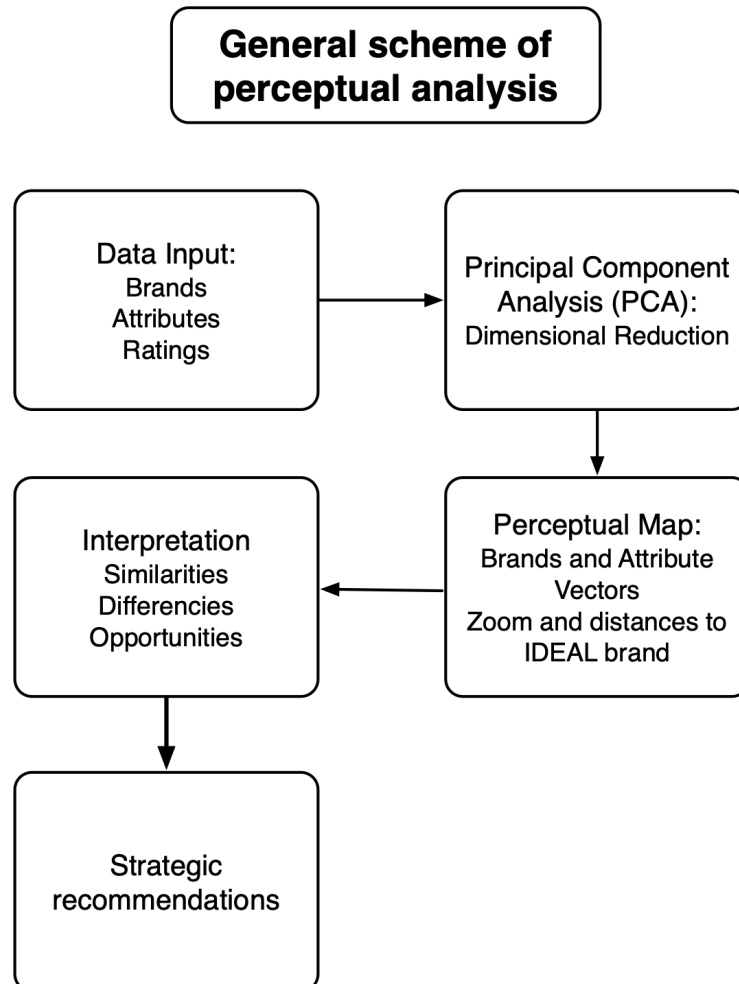 General scheme of
perceptual analysis
Data Input:
Brands
Attributes
Ratings
Principal Component
Analysis (PCA):
Dimensional Reduction
Perceptual Map:
Brands and Attribute
Vectors
Zoom and distances to
IDEAL brand
Interpretation
Similarities
Differencies
Opportunities
Strategic
recommendations